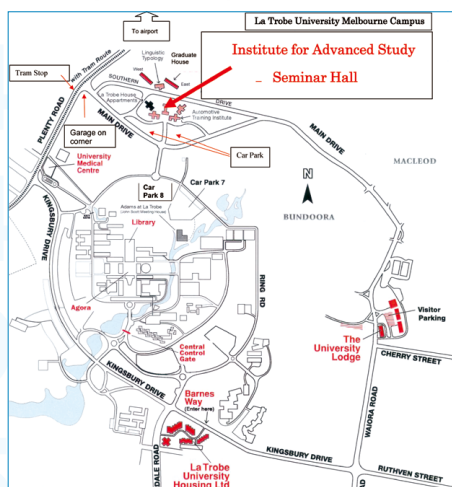 La Trobe University Melbourne Campus
To
airport
Institute for Advanced Study
Seminar Hall
Linguistic
Typology
Graduate
House
West
East
with Tram Route
Tram Stop
SOUTHERN
DRIVE
La Trobe House
Appartments
Automotive
Training Institute
PLENTY ROAD
MAIN DRIVE
Garage on
corner
MAIN DRIVE
Car Park
University
Medical
Centre
MACLEOD
N
BUNDOORA
Car
Park 8
Car Park 7
Library
KINGSBURY DRIVE
RING RD
Agora
Central
Control
Gate
Visitor
Parking
The
University
Lodge
CHERRY STREET
KINGSBURY DRIVE
Barnes
Way
(Enter here)
WAIORA ROAD
KINGSBURY DRIVE
RUTHVEN STREET
DALE ROAD
La Trobe
University
Housing Ltd